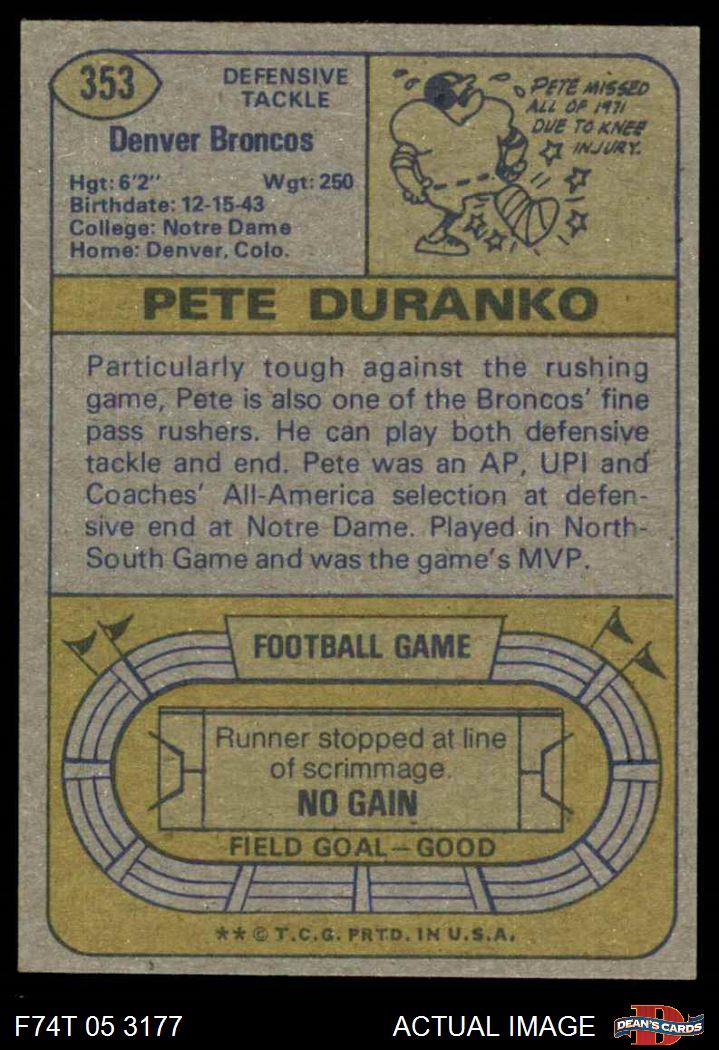 353
DEFENSIVE
TACKLE
Denver Broncos
Hgt: 6'2" Wgt: 250
Birthdate: 12-15-43
College: Notre Dame
Home: Denver, Colo.
PETE MISSED
ALL OF 1971
DUE TO KNEE
INJURY.
PETE DURANKO
Particularly tough against the rushing
game, Pete is also one of the Broncos' fine
pass rushers. He can play both defensive
tackle and end. Pete was an AP, UPI and
Coaches' All-America selection at defen-
sive end at Notre Dame. Played in North-
South Game and was the game's MVP.
FOOTBALL GAME
Runner stopped at line
of scrimmage.
NO GAIN
FIELD GOAL—GOOD
** © T.C.G. PRTD. IN U.S.A.
F74T 05 3177
ACTUAL IMAGE
D
DEAN'S CARDS